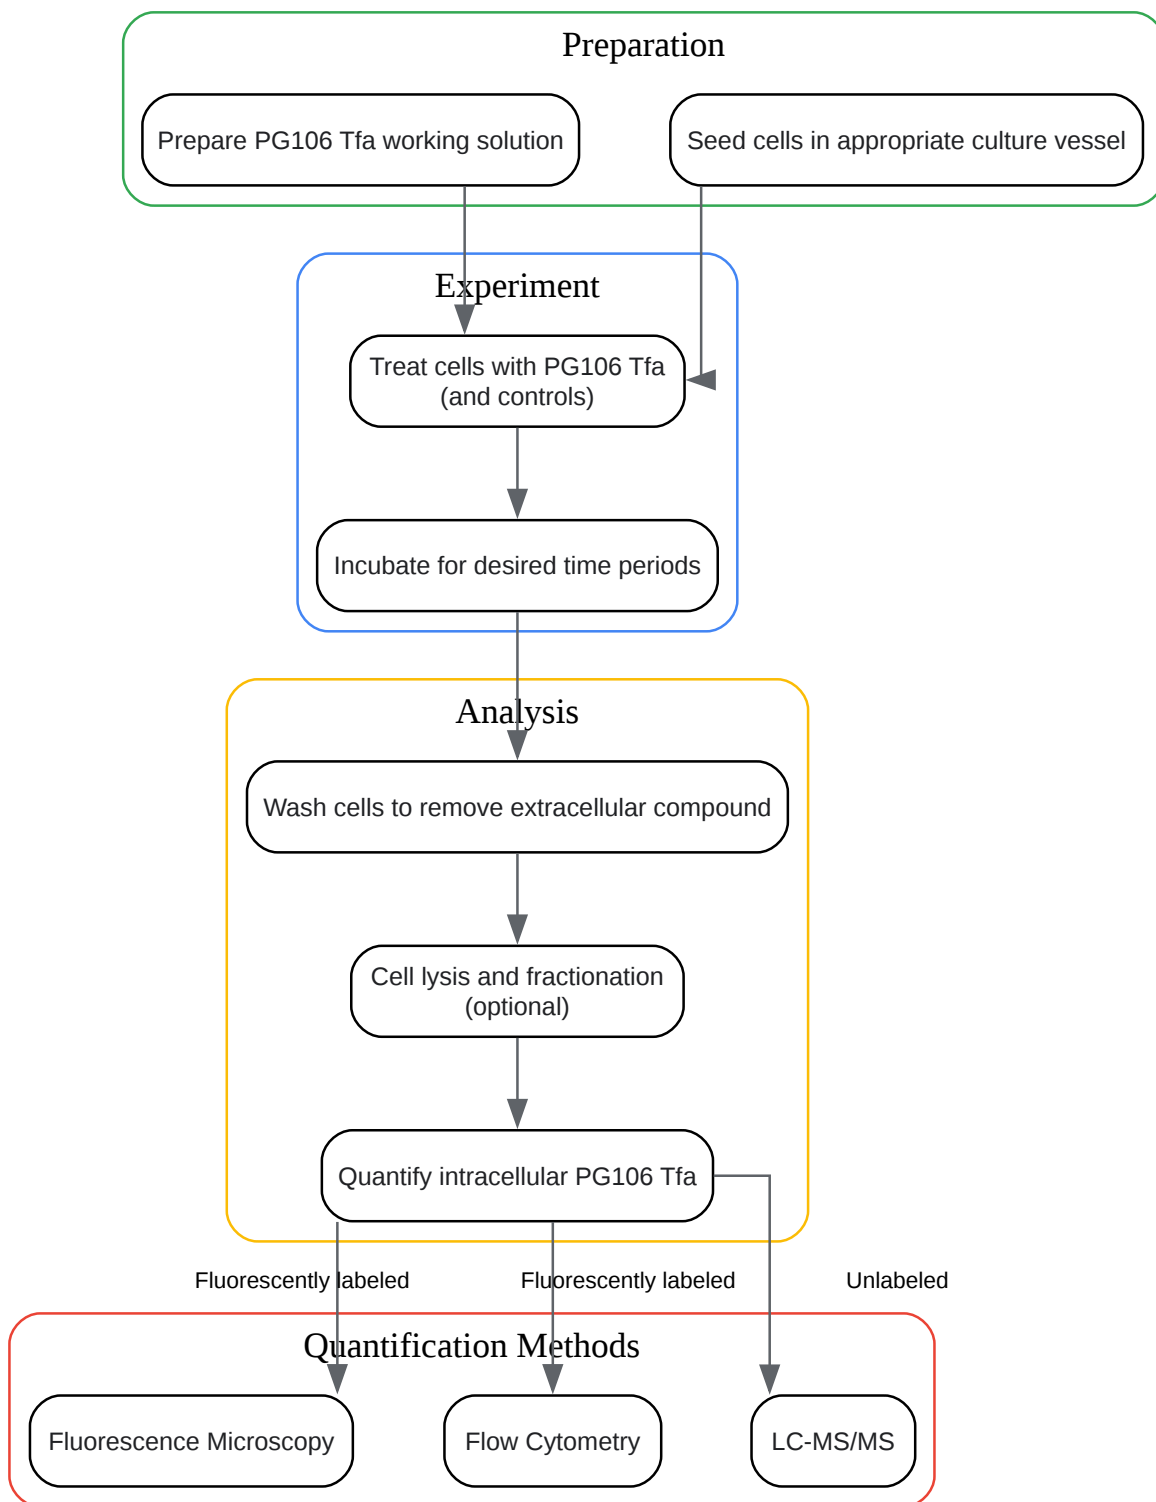 Preparation
Prepare PG106 Tfa working solution
Seed cells in appropriate culture vessel
Experiment
Treat cells with PG106 Tfa
(and controls)
Incubate for desired time periods
Analysis
Wash cells to remove extracellular compound
Cell lysis and fractionation
(optional)
Quantify intracellular PG106 Tfa
Fluorescently labeled
Fluorescently labeled
Unlabeled
Quantification Methods
Fluorescence Microscopy
Flow Cytometry
LC-MS/MS